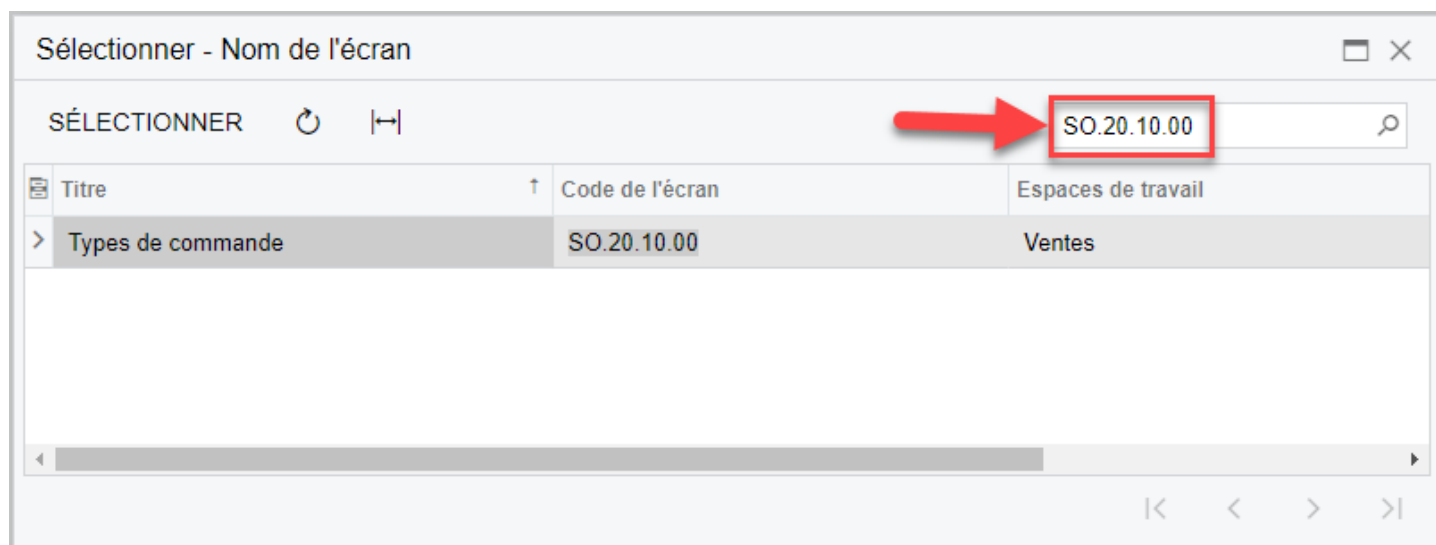 Sélectionner - Nom de l'écran
SÉLECTIONNER SO.20.10.00
Titre Code de l'écran Espaces de travail
Types de commande SO.20.10.00 Ventes